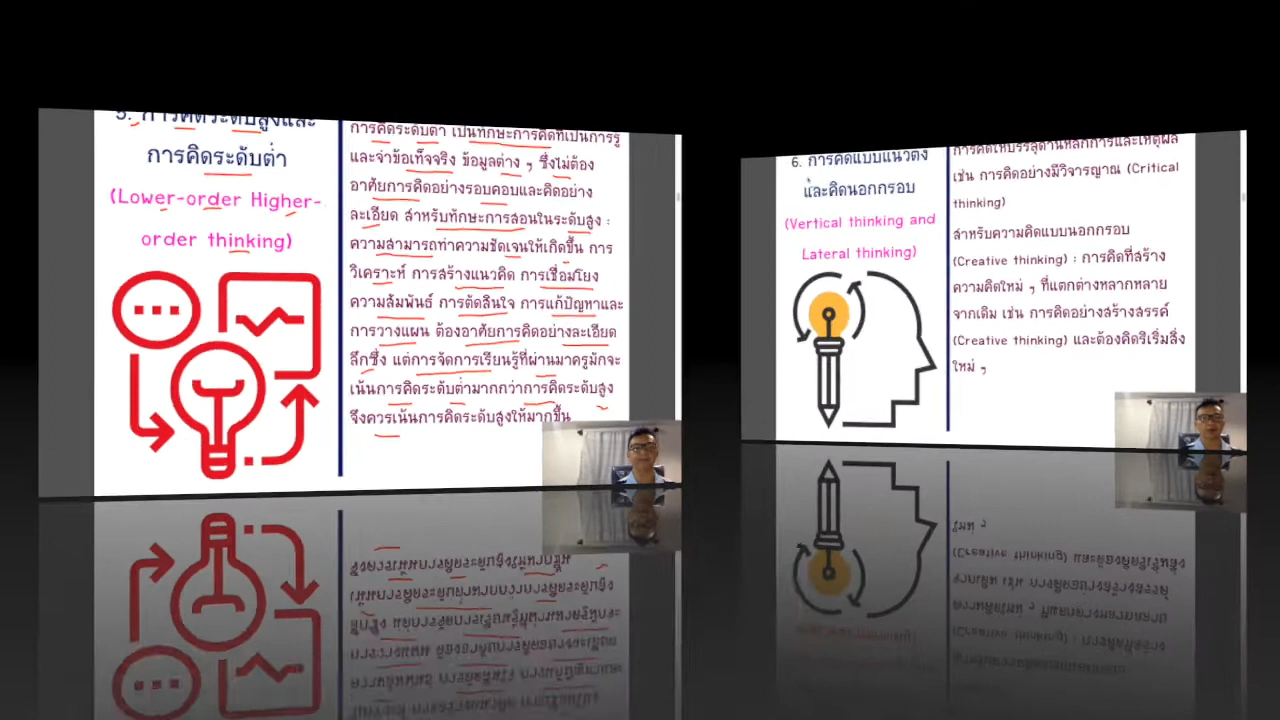 5. การคิดระดับสูงและ
การคิดระดับต่ำ
(Lower-order Higher-
order thinking)
การคิดระดับต่ำ เป็นทักษะการคิดที่เป็นการรู้
และจำข้อเท็จจริง ข้อมูลต่าง ๆ ซึ่งไม่ต้อง
อาศัยการคิดอย่างรอบคอบและคิดอย่าง
ละเอียด สำหรับทักษะการสอนในระดับสูง :
ความสามารถทำความชัดเจนให้เกิดขึ้น การ
วิเคราะห์ การสร้างแนวคิด การเชื่อมโยง
ความสัมพันธ์ การตัดสินใจ การแก้ปัญหาและ
การวางแผน ต้องอาศัยการคิดอย่างละเอียด
ลึกซึ้ง แต่การจัดการเรียนรู้ที่ผ่านมาครูมักจะ
เน้นการคิดระดับต่ำมากกว่าการคิดระดับสูง
จึงควรเน้นการคิดระดับสูงให้มากขึ้น
6. การคิดแบบแนวตั้ง
และคิดนอกกรอบ
(Vertical thinking and
Lateral thinking)
การคิดให้บรรลุด้านหลักการและเหตุผล
เช่น การคิดอย่างมีวิจารญาณ (Critical
thinking)
สำหรับความคิดแบบนอกกรอบ
(Creative thinking) : การคิดที่สร้าง
ความคิดใหม่ ๆ ที่แตกต่างหลากหลาย
จากเดิม เช่น การคิดอย่างสร้างสรรค์
(Creative thinking) และต้องคิดริเริ่มสิ่ง
ใหม่ ๆ